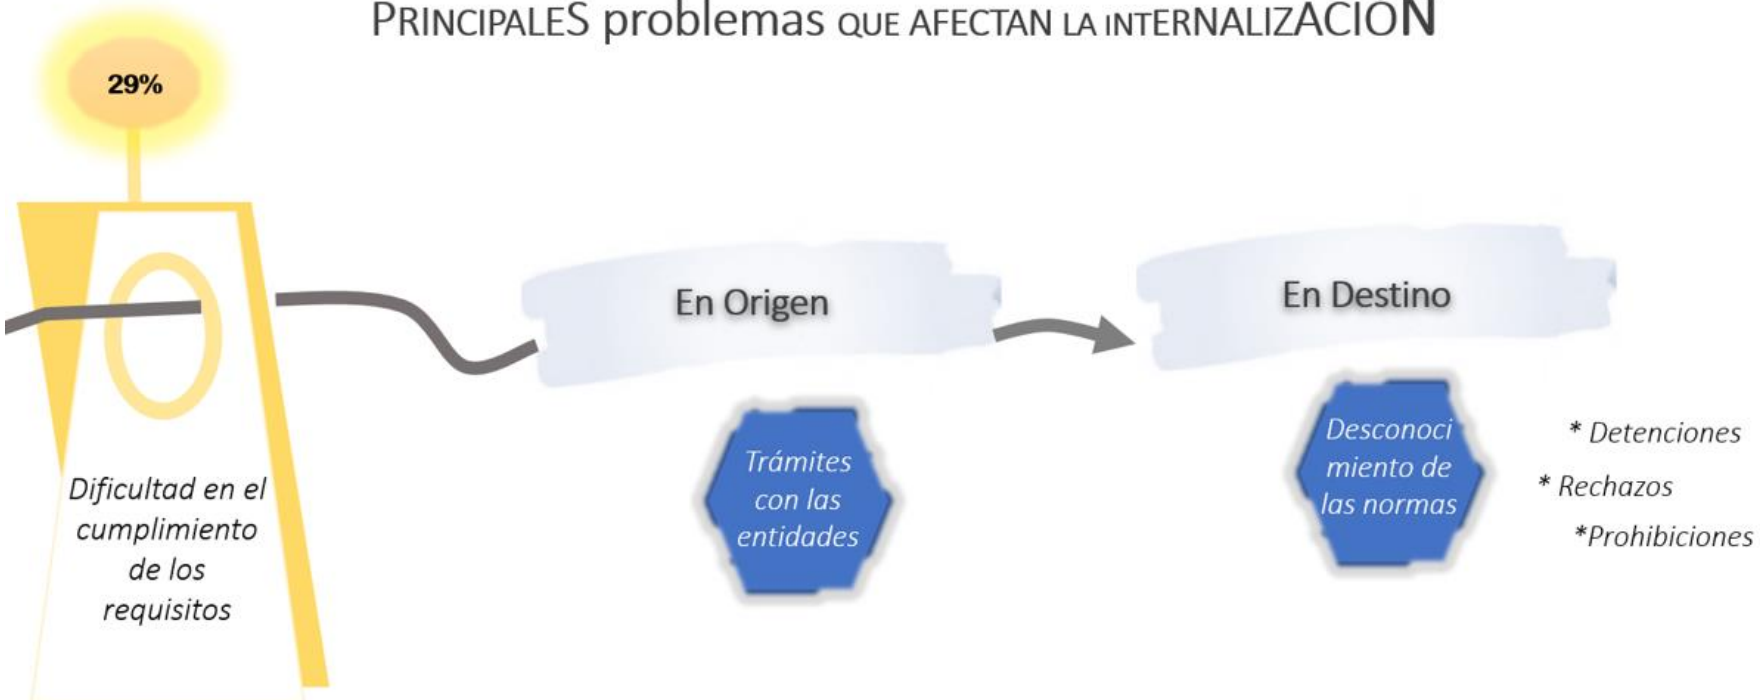 PRINCIPALES problemas QUE AFECTAN LA INTERNALIZACION
29%
Dificultad en el
cumplimiento
de los
requisitos
En Origen
Trámites
con las
entidades
En Destino
Desconoci
miento de
las normas
* Detenciones
* Rechazos
*Prohibiciones